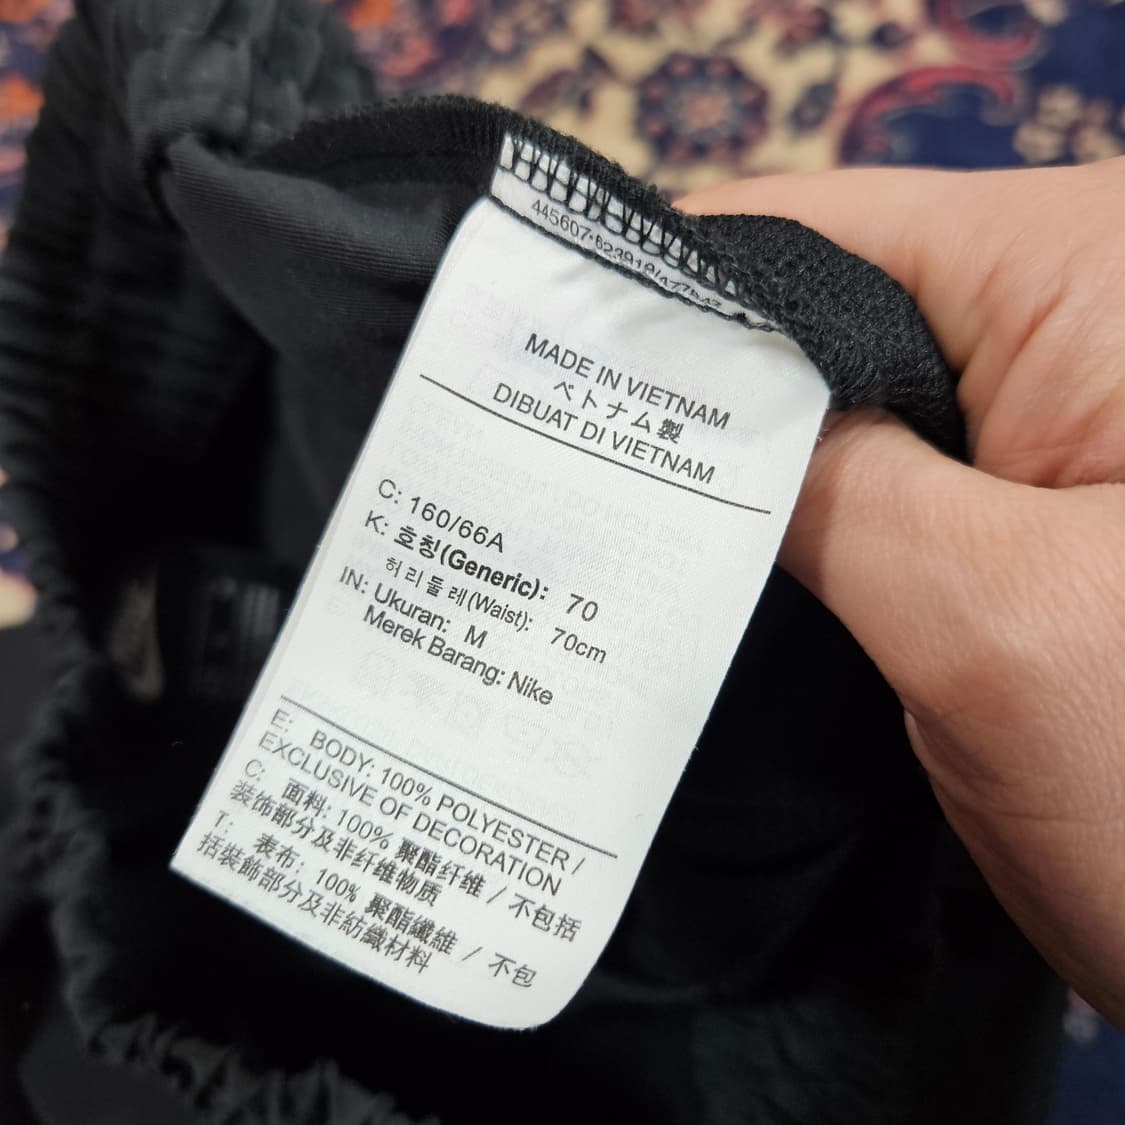 MADE IN VIETNAM
ベトナム製
DIBUAT DI VIETNAM
C: 160/66A
K: 호칭(Generic): 70
허리둘레(Waist): 70cm
IN: Ukuran: M
Merek Barang: Nike
E: BODY: 100% POLYESTER /
EXCLUSIVE OF DECORATION
C: 面料: 100% 聚酯纤维 / 不包括
装饰部分及非纤维物质
T: 表布: 100% 聚酯纖維 / 不包
括裝飾部分及非紡織材料